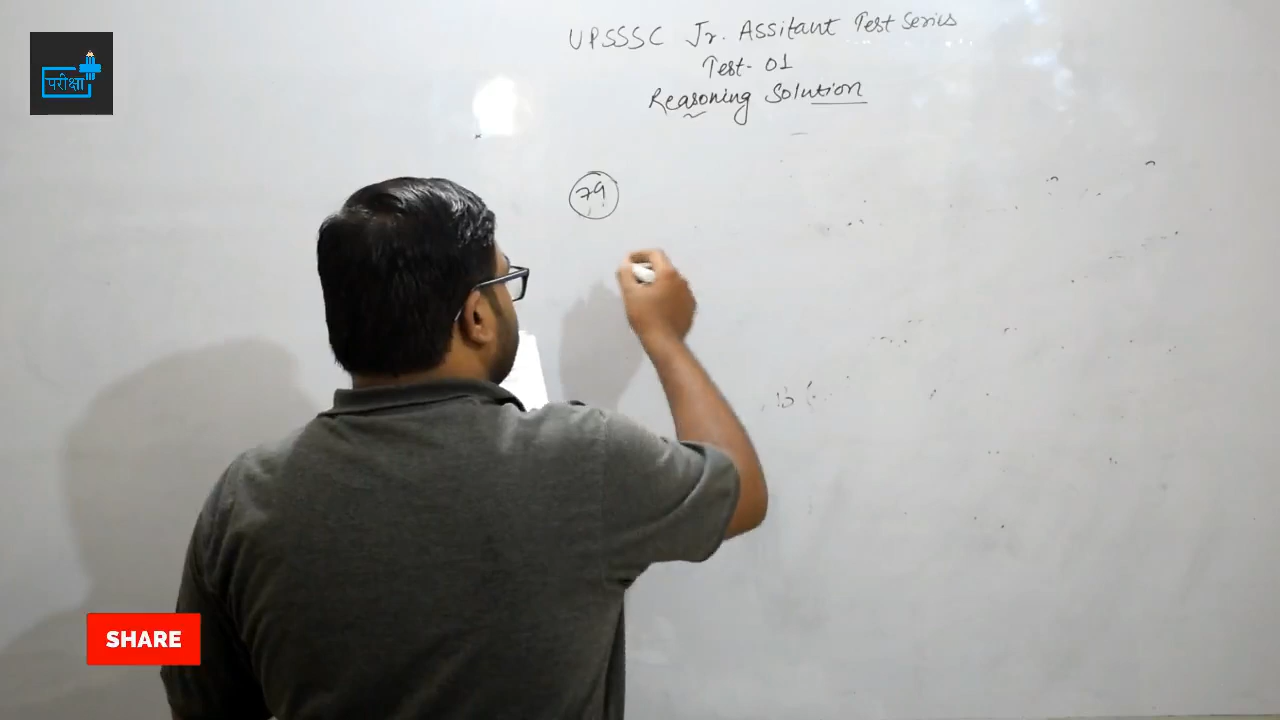 परीक्षा
UPSSSC Jr. Assitant Test Series
Test- 01
Reasoning Solution
79
SHARE